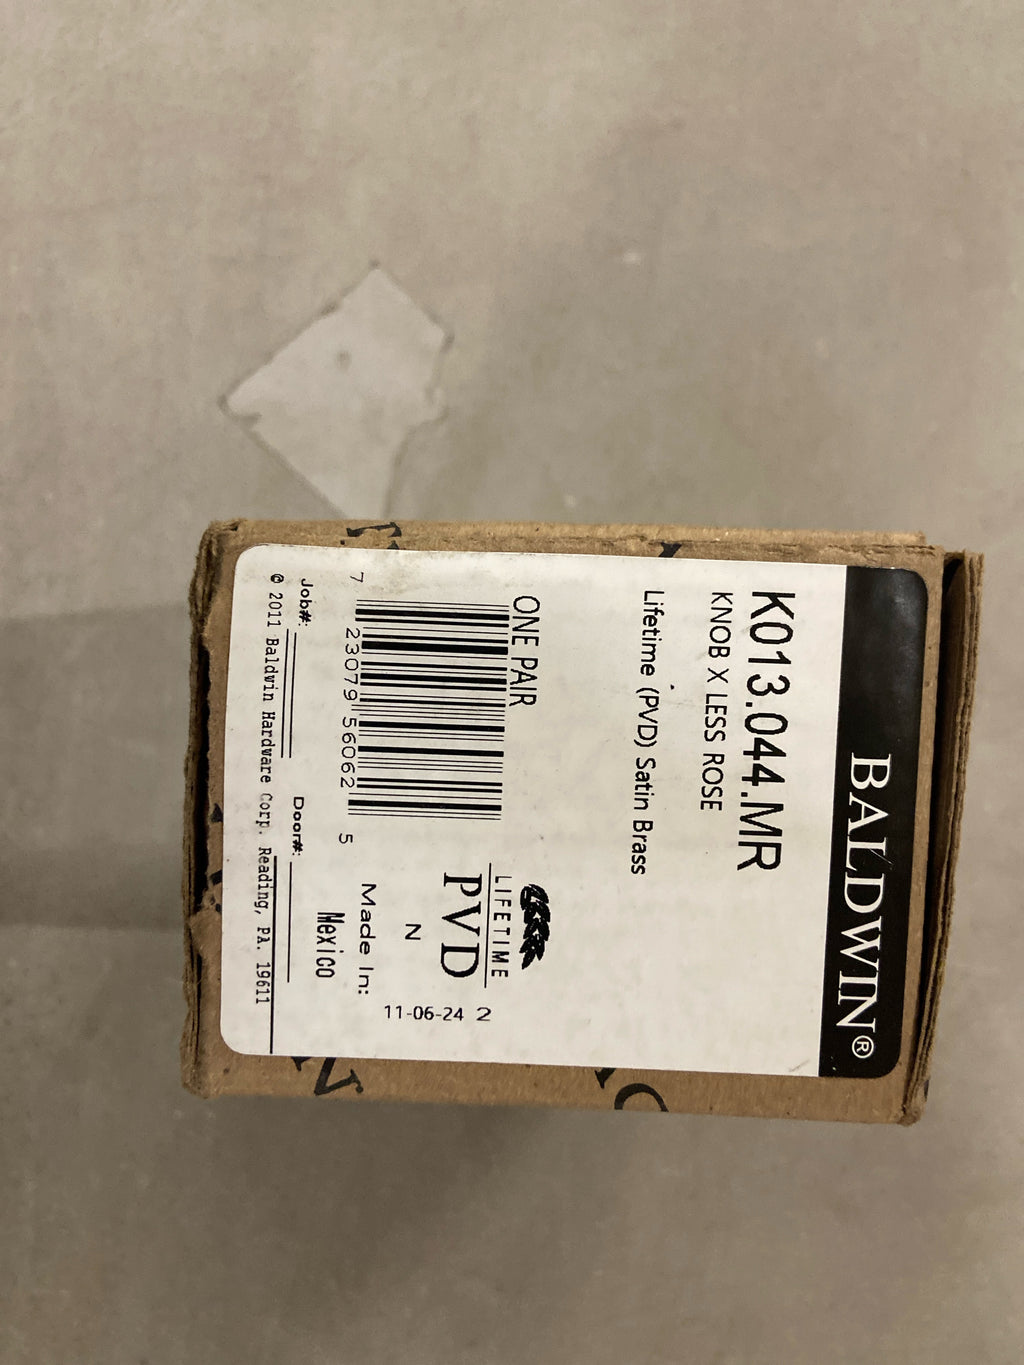 BALDWIN®
K013.044.MR
KNOB X LESS ROSE
Lifetime (PVD) Satin Brass
ONE PAIR
7 23079 56062 5
LIFETIME
PVD
N
11-06-24 2
Made In:
Mexico
Job#:
Door#:
© 2011 Baldwin Hardware Corp. Reading, PA. 19611